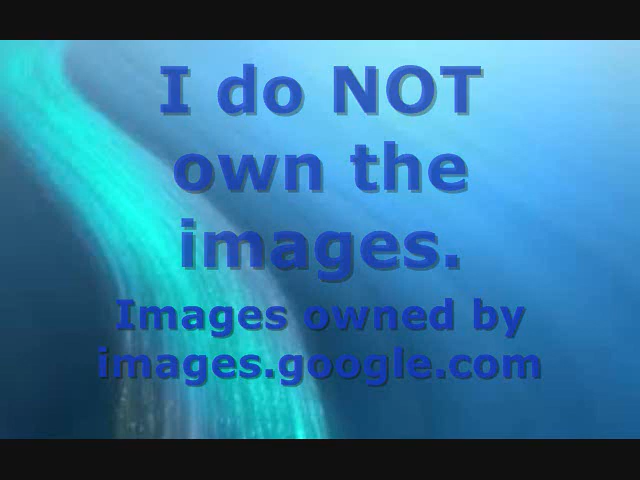 I do NOT
own the
images.
Images owned by
images.google.com